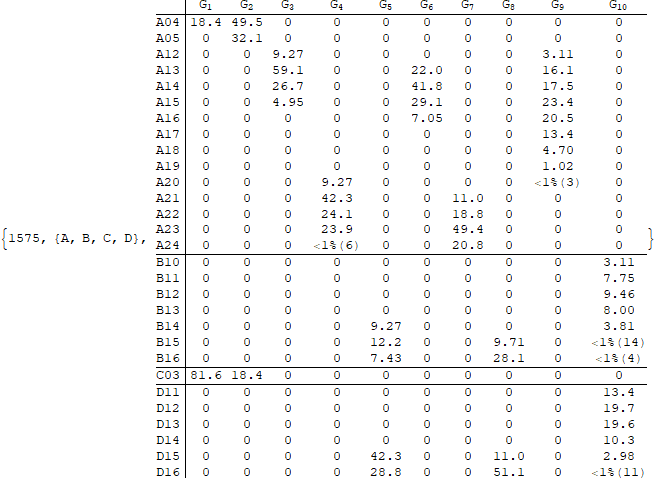 G1 G2 G3 G4 G5 G6 G7 G8 G9 G10
A04 18.4 49.5 0 0 0 0 0 0 0 0
A05 0 32.1 0 0 0 0 0 0 0 0
A12 0 0 9.27 0 0 0 0 0 3.11 0
A13 0 0 59.1 0 0 22.0 0 0 16.1 0
A14 0 0 26.7 0 0 41.8 0 0 17.5 0
A15 0 0 4.95 0 0 29.1 0 0 23.4 0
A16 0 0 0 0 0 7.05 0 0 20.5 0
A17 0 0 0 0 0 0 0 0 13.4 0
A18 0 0 0 0 0 0 0 0 4.70 0
A19 0 0 0 0 0 0 0 0 1.02 0
A20 0 0 0 9.27 0 0 0 0 <1%(3) 0
A21 0 0 0 42.3 0 0 11.0 0 0 0
A22 0 0 0 24.1 0 0 18.8 0 0 0
A23 0 0 0 23.9 0 0 49.4 0 0 0
{1575, {A, B, C, D}, A24 0 0 0 <1%(6) 0 0 20.8 0 0 0 }
B10 0 0 0 0 0 0 0 0 0 3.11
B11 0 0 0 0 0 0 0 0 0 7.75
B12 0 0 0 0 0 0 0 0 0 9.46
B13 0 0 0 0 0 0 0 0 0 8.00
B14 0 0 0 0 9.27 0 0 0 0 3.81
B15 0 0 0 0 12.2 0 0 9.71 0 <1%(14)
B16 0 0 0 0 7.43 0 0 28.1 0 <1%(4)
C03 81.6 18.4 0 0 0 0 0 0 0 0
D11 0 0 0 0 0 0 0 0 0 13.4
D12 0 0 0 0 0 0 0 0 0 19.7
D13 0 0 0 0 0 0 0 0 0 19.6
D14 0 0 0 0 0 0 0 0 0 10.3
D15 0 0 0 0 42.3 0 0 11.0 0 2.98
D16 0 0 0 0 28.8 0 0 51.1 0 <1%(11)